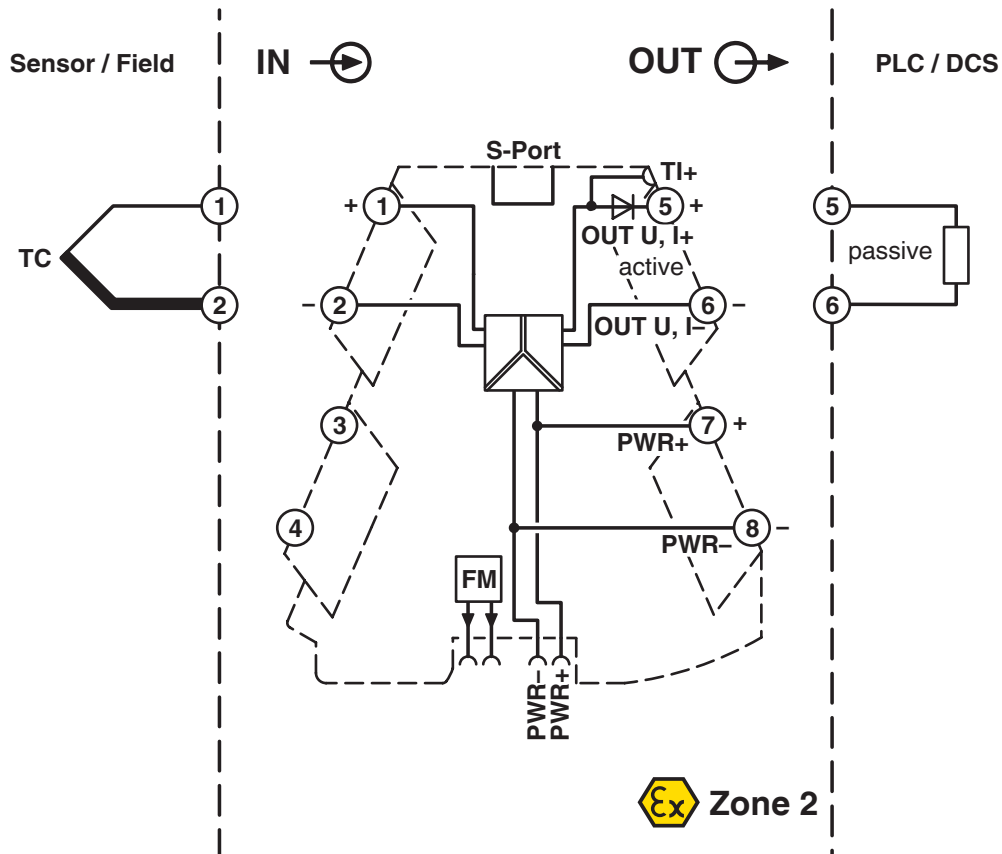 Sensor / Field
IN
OUT
PLC / DCS
S-Port
TI+
1
+ 1
5 +
5
OUT U, I+
TC
active
passive
2
– 2
6 –
6
OUT U, I–
3
7 +
PWR+
4
8 –
PWR–
FM
PWR–
PWR+
Ex Zone 2